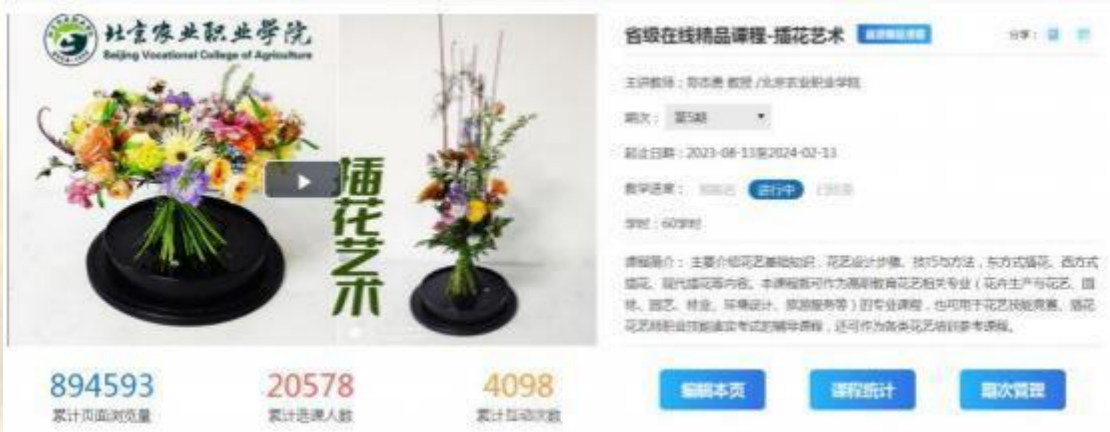 北京农业职业学院
Beijing Vocational College of Agriculture
插花艺术
894593
累计页面浏览量
20578
累计选课人数
4098
累计互动次数
省级在线精品课程-插花艺术
分享：
主讲教师： 教授 /北京农业职业学院
期次： 第5期
起止日期：2023-08-13至2024-02-13
教学进度： 进行中
学时：60学时
课程简介： 主要介绍花艺基础知识，花艺设计步骤、技巧与方法，东方式插花、西方式
插花、现代插花等内容。本课程既可作为高职教育花艺相关专业（花卉生产与花艺、园
林、园艺、林业、环境设计、旅游服务等）的专业课程，也可用于花艺技能竞赛、插花
花艺师职业技能鉴定考试的辅导课程，还可作为各类花艺培训参考课程。
编辑本页
课程统计
期次管理